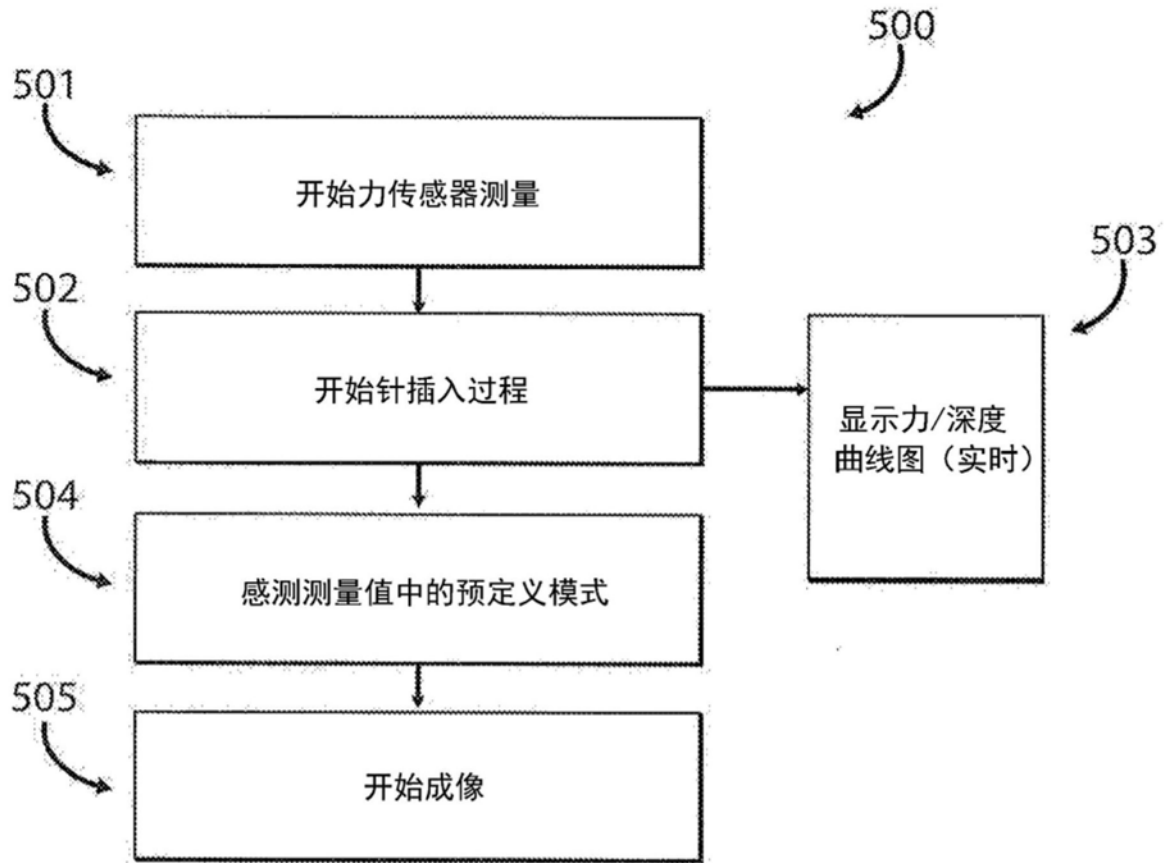 500
501
开始力传感器测量
502
开始针插入过程
503
显示力/深度
曲线图（实时）
504
感测测量值中的预定义模式
505
开始成像